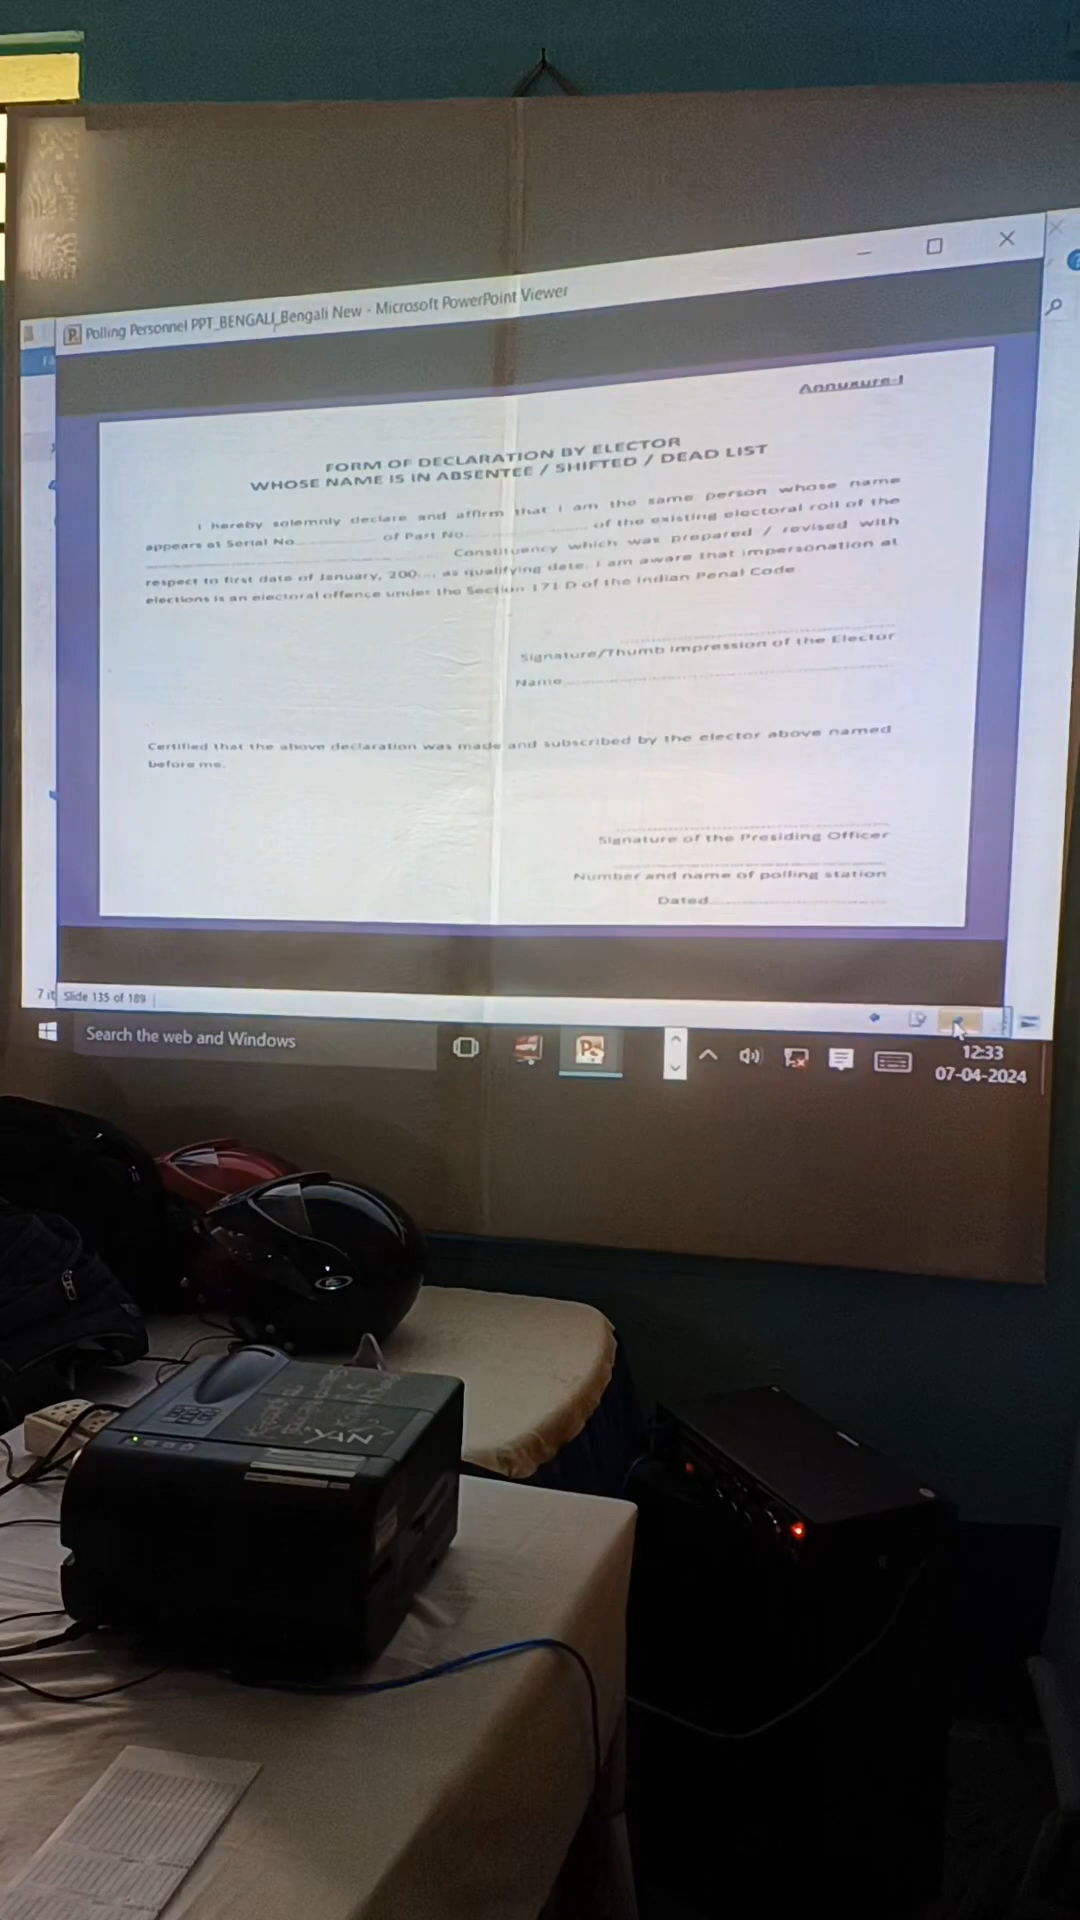 Polling Personnel PPT_BENGALI_Bengali New - Microsoft PowerPoint Viewer
Annuxure-I
FORM OF DECLARATION BY ELECTOR
WHOSE NAME IS IN ABSENTEE / SHIFTED / DEAD LIST
I hereby solemnly declare and affirm that I am the same person whose name
appears at Serial No.............. of Part No.................... of the existing electoral roll of the
.................... Constituency which was prepared / revised with
respect to first date of January, 200..., as qualifying date. I am aware that impersonation at
elections is an electoral offence under the Section 171 D of the Indian Penal Code
Signature/Thumb impression of the Elector
Name....................
Certified that the above declaration was made and subscribed by the elector above named
before me.
Signature of the Presiding Officer
Number and name of polling station
Dated....................
7 it
Slide 135 of 189
Search the web and Windows
12:33
07-04-2024